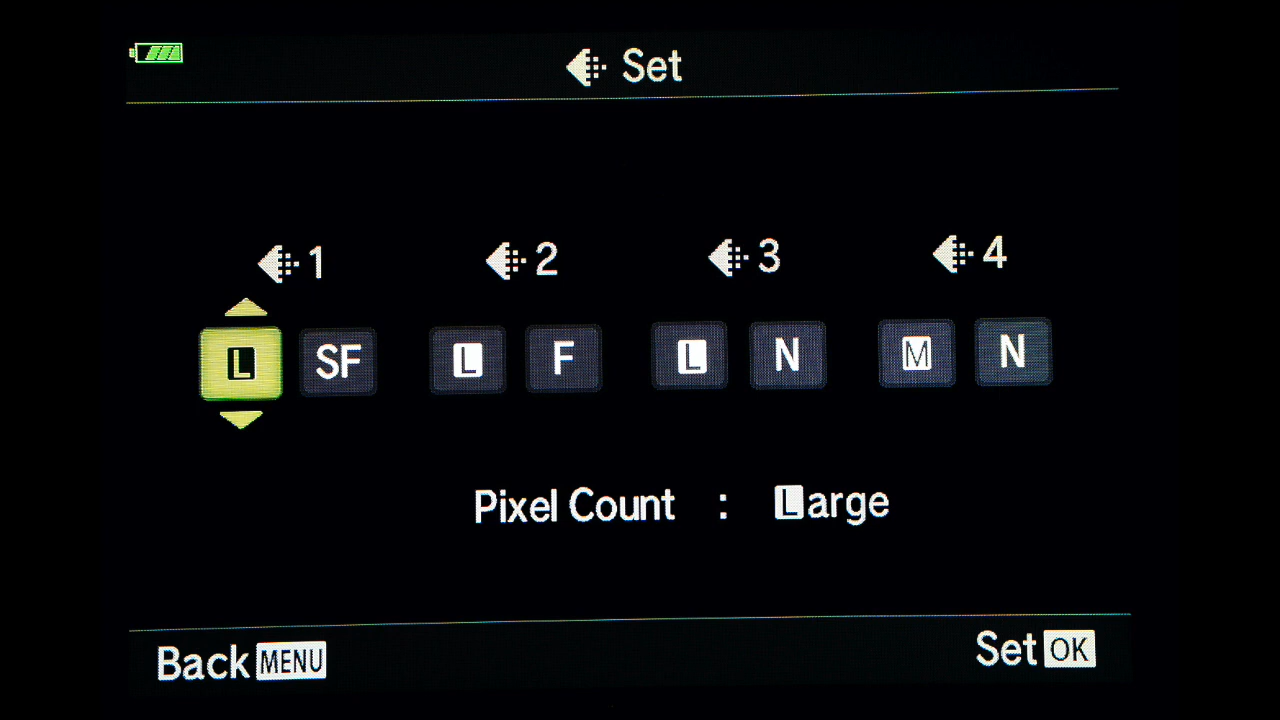 Set
1 2 3 4
L SF L F L N M N
Pixel Count : Large
Back MENU Set OK